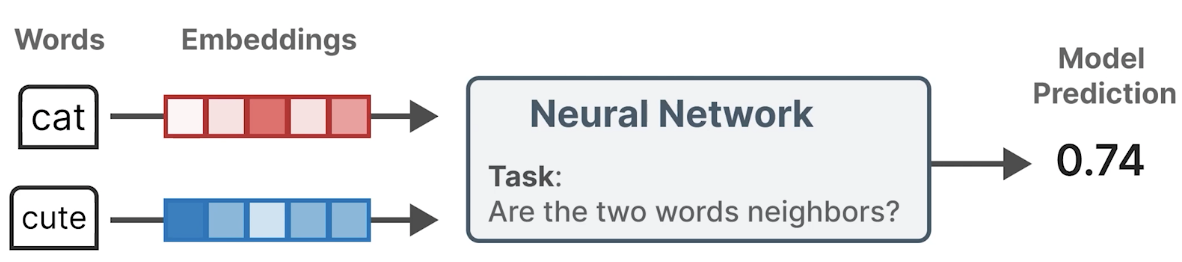 Words
Embeddings
cat
cute
Neural Network
Task:
Are the two words neighbors?
Model
Prediction
0.74